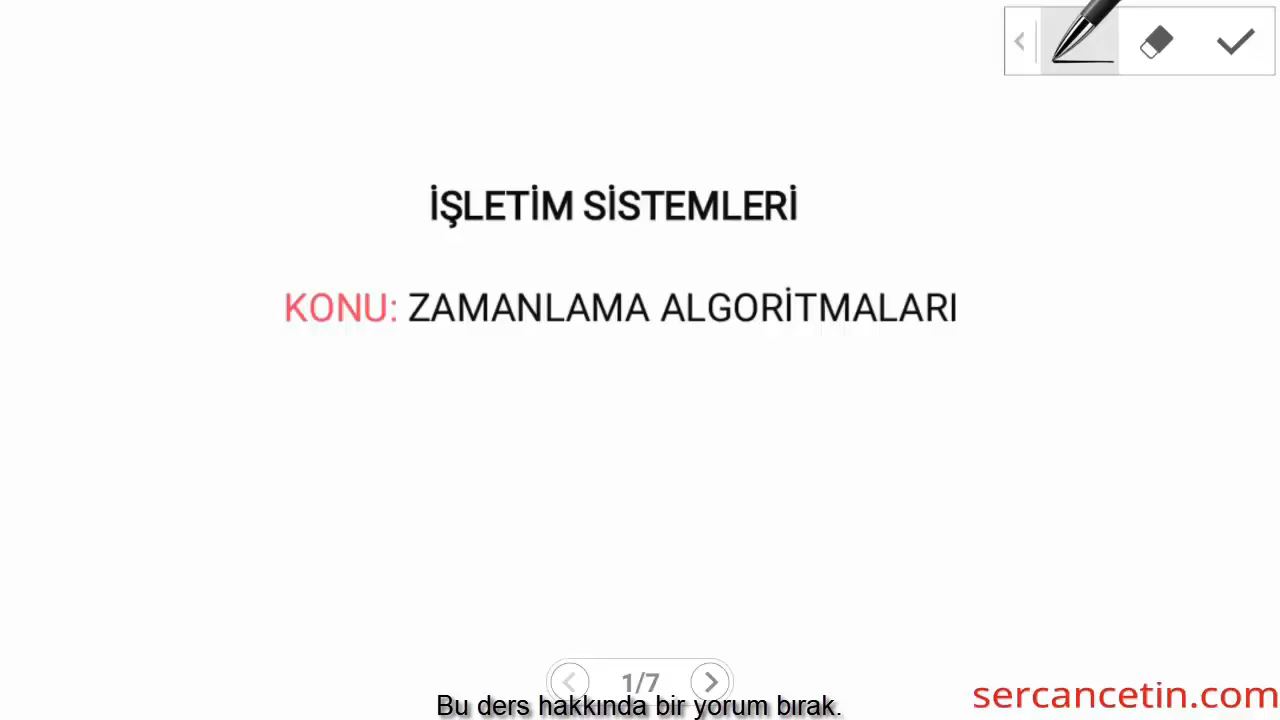 İŞLETİM SİSTEMLERİ
KONU: ZAMANLAMA ALGORİTMALARI
1/7
Bu ders hakkında bir yorum bırak.
sercancetin.com